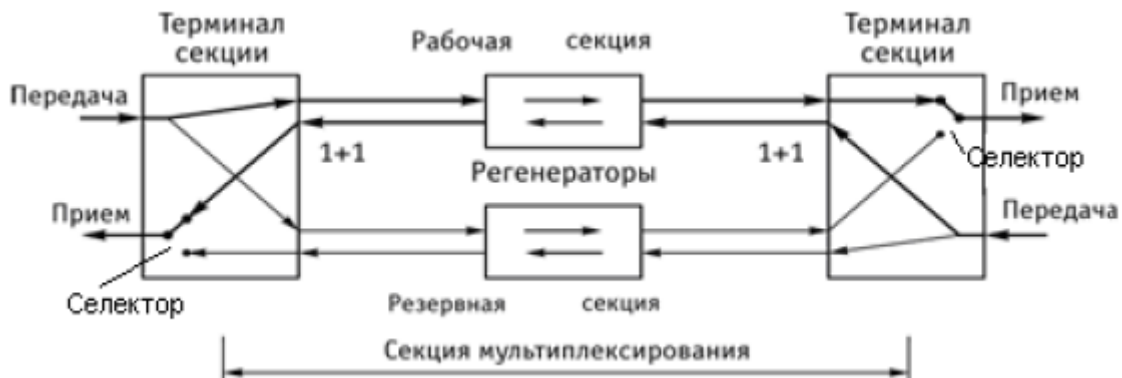 Терминал
секции
Рабочая секция
Терминал
секции
Передача
Прием
1+1
1+1
Селектор
Регенераторы
Прием
Передача
Селектор
Резервная секция
Секция мультиплексирования